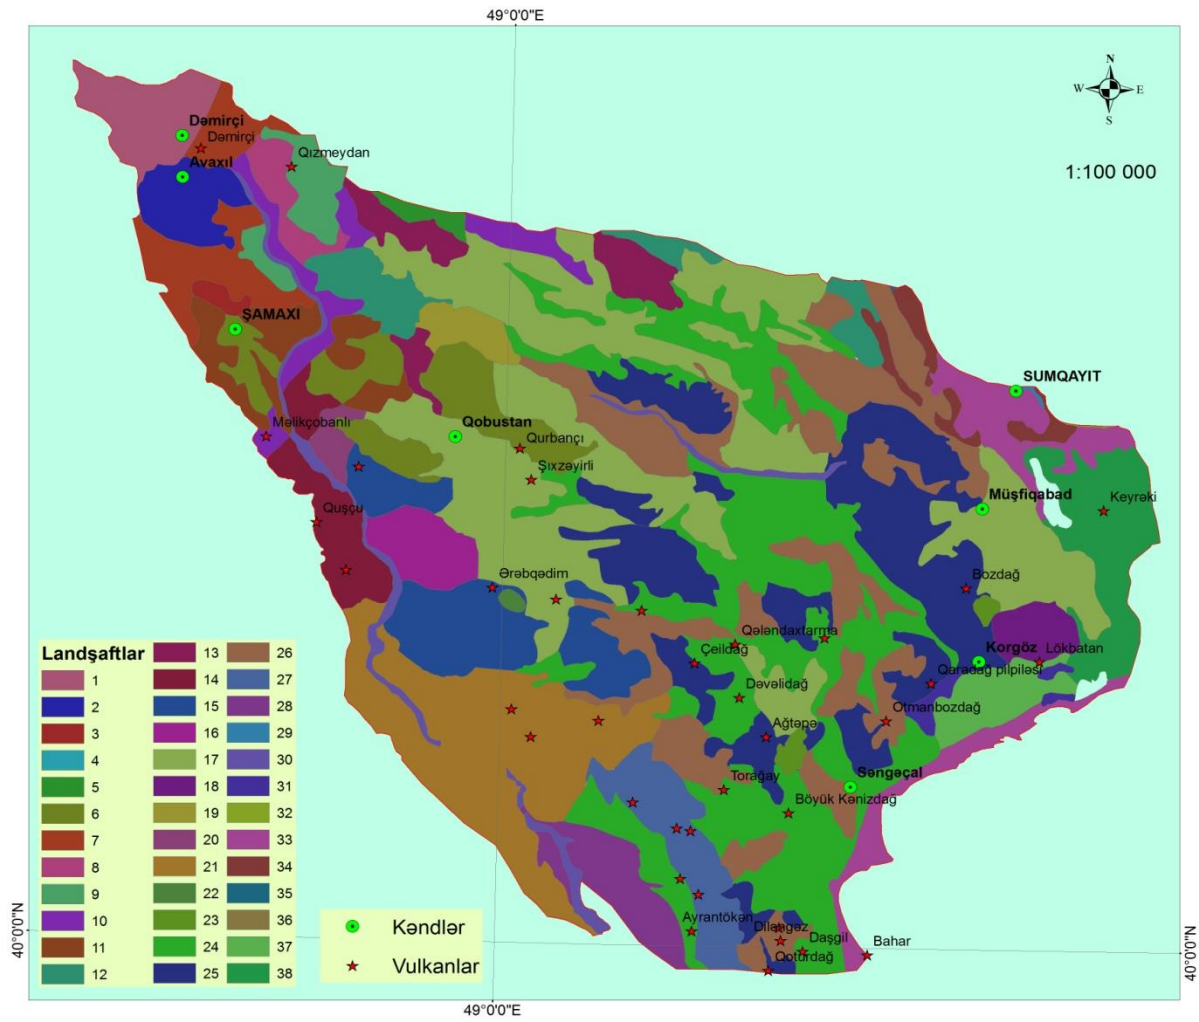 49°0'0"E
N
W E
S
1:100 000
Dəmirçi
Dəmirçi
Avaxıl
Qızmeydan
ŞAMAXI
SUMQAYIT
Məlikçobanlı
Qobustan
Qurbançı
Şıxzəyirli
Müşfiqabad
Keyrəki
Quşçu
Ərəbqədim
Bozdağ
Qələndaxtarma
Çeildağ
Korgöz
Lökbatan
Qaradağ pilpiləsi
Dəvəlidağ
Otmanbozdağ
Ağtəpə
Torağay
Səngəçal
Böyük Kənizdağ
Ayrantökən
Dilənqəz
Daşgil
Bahar
Qoturdağ
Landşaftlar
1
2
3
4
5
6
7
8
9
10
11
12
13
14
15
16
17
18
19
20
21
22
23
24
25
26
27
28
29
30
31
32
33
34
35
36
37
38
Kəndlər
Vulkanlar
40°0'0"N
40°0'0"N
49°0'0"E